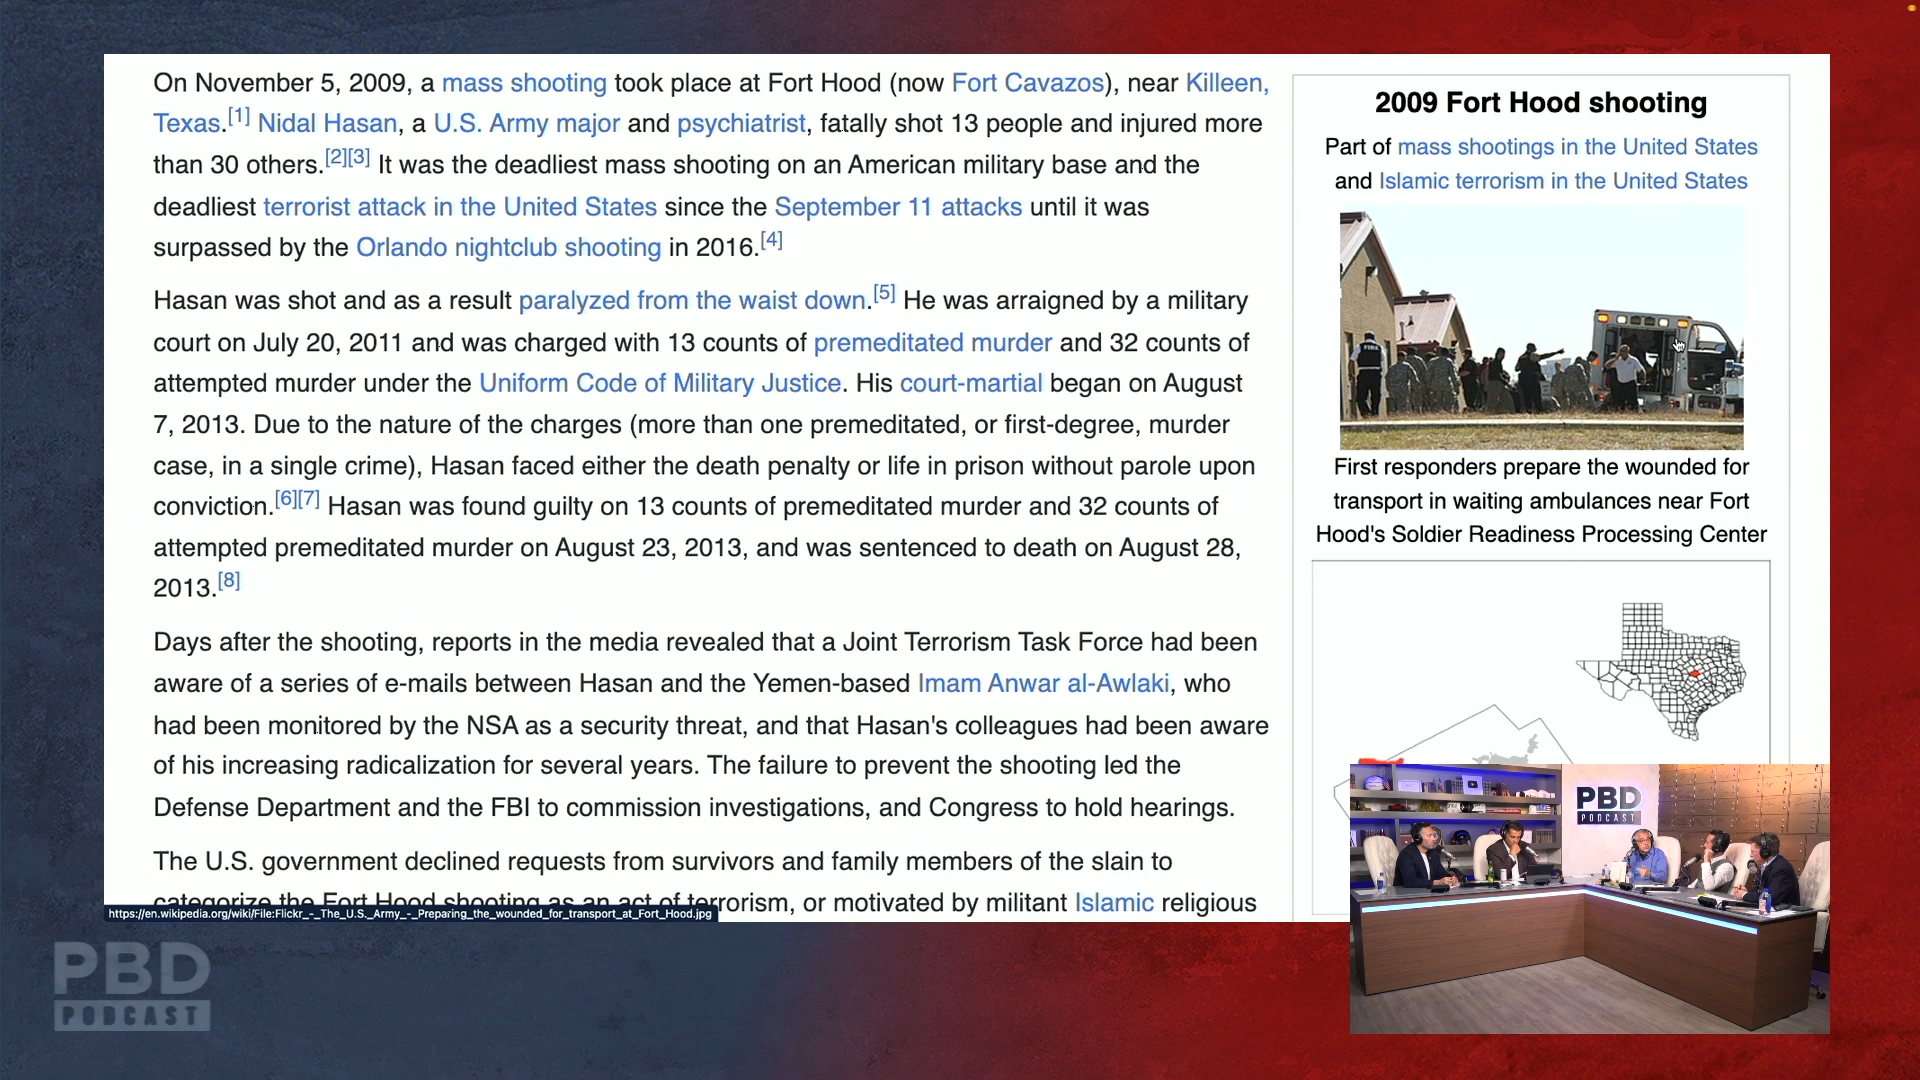 On November 5, 2009, a mass shooting took place at Fort Hood (now Fort Cavazos), near Killeen,
Texas.[1] Nidal Hasan, a U.S. Army major and psychiatrist, fatally shot 13 people and injured more
than 30 others.[2][3] It was the deadliest mass shooting on an American military base and the
deadliest terrorist attack in the United States since the September 11 attacks until it was
surpassed by the Orlando nightclub shooting in 2016.[4]
Hasan was shot and as a result paralyzed from the waist down.[5] He was arraigned by a military
court on July 20, 2011 and was charged with 13 counts of premeditated murder and 32 counts of
attempted murder under the Uniform Code of Military Justice. His court-martial began on August
7, 2013. Due to the nature of the charges (more than one premeditated, or first-degree, murder
case, in a single crime), Hasan faced either the death penalty or life in prison without parole upon
conviction.[6][7] Hasan was found guilty on 13 counts of premeditated murder and 32 counts of
attempted premeditated murder on August 23, 2013, and was sentenced to death on August 28,
2013.[8]
Days after the shooting, reports in the media revealed that a Joint Terrorism Task Force had been
aware of a series of e-mails between Hasan and the Yemen-based Imam Anwar al-Awlaki, who
had been monitored by the NSA as a security threat, and that Hasan's colleagues had been aware
of his increasing radicalization for several years. The failure to prevent the shooting led the
Defense Department and the FBI to commission investigations, and Congress to hold hearings.
The U.S. government declined requests from survivors and family members of the slain to
categorize the Fort Hood shooting as an act of terrorism, or motivated by militant Islamic religious
https://en.wikipedia.org/wiki/File:Flickr_-_The_U.S._Army_-_Preparing_the_wounded_for_transport_at_Fort_Hood.jpg
2009 Fort Hood shooting
Part of mass shootings in the United States
and Islamic terrorism in the United States
FIRE
First responders prepare the wounded for
transport in waiting ambulances near Fort
Hood's Soldier Readiness Processing Center
PBD
PODCAST
PBD
PODCAST